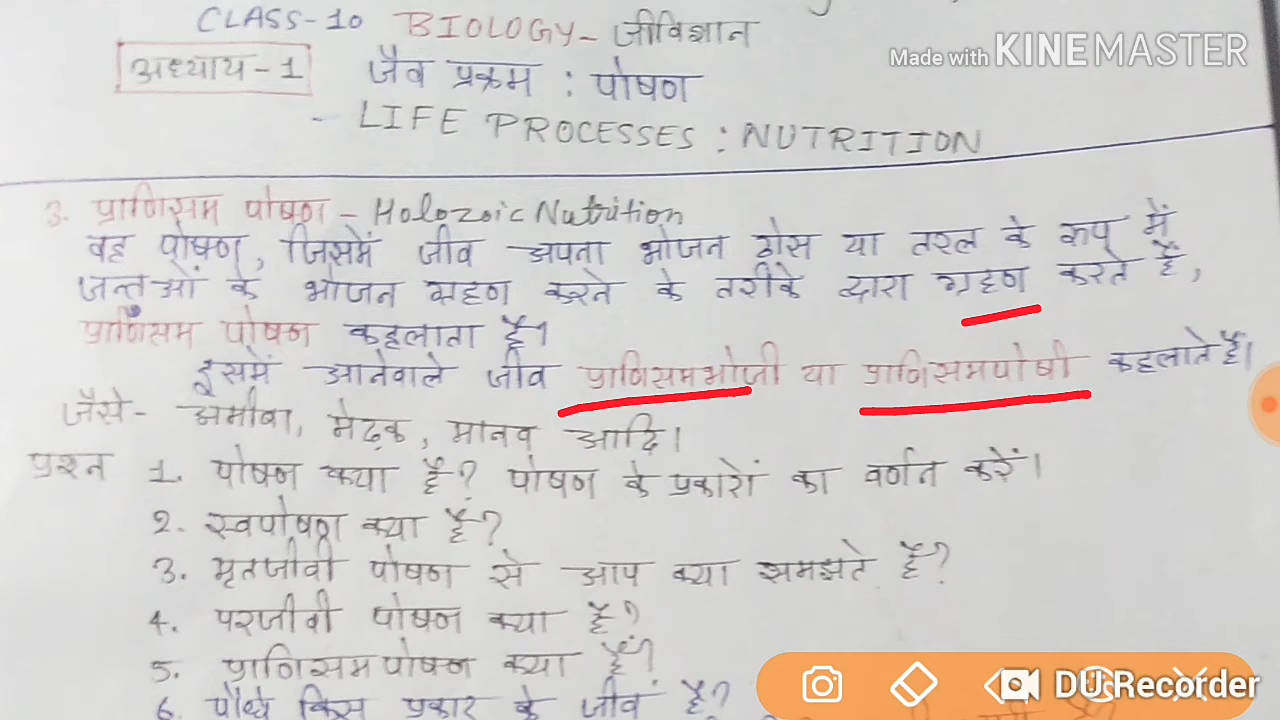 CLASS-10 BIOLOGY- जीविज्ञान
Made with KINEMASTER
अध्याय-1 जैव प्रक्रम : पोषण
- LIFE PROCESSES : NUTRITION
3. प्राणिसम पोषण - Holozoic Nutrition
वह पोषण, जिसमें जीव अपना भोजन ठोस या तरल के रूप में
जन्तुओं के भोजन ग्रहण करने के तरीके द्वारा ग्रहण करते हैं,
प्राणिसम पोषण कहलाता है।
इसमें आनेवाले जीव प्राणिसमभोजी या प्राणिसमपोषी कहलाते हैं।
जैसे- अमीबा, मेढ़क, मानव आदि।
प्रश्न 1. पोषण क्या है? पोषण के प्रकारों का वर्णन करें।
2. स्वपोषण क्या है?
3. मृतजीवी पोषण से आप क्या समझते हैं?
4. परजीवी पोषण क्या है?
5. प्राणिसमपोषण क्या है?
6. पौधे किस प्रकार के जीव हैं?
DU Recorder